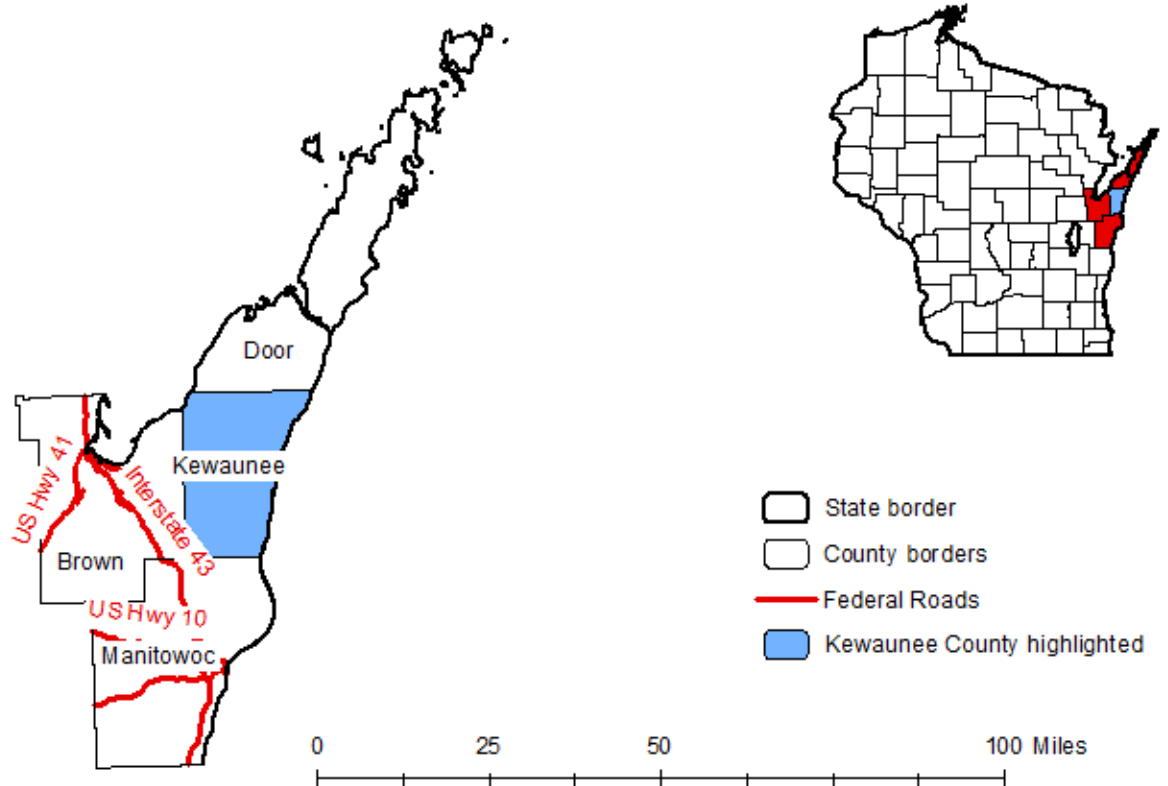 Door
Kewaunee
US Hwy 41
Interstate 43
Brown
US Hwy 10
Manitowoc
State border
County borders
Federal Roads
Kewaunee County highlighted
0 25 50 100 Miles